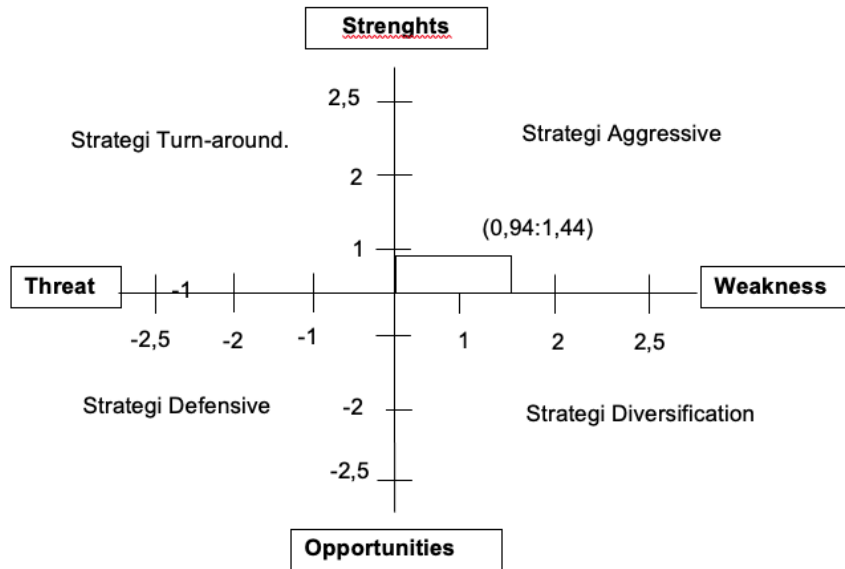 Strenghts
2,5
Strategi Turn-around.
Strategi Aggressive
2
(0,94:1,44)
1
Threat
-1
Weakness
-2,5
-2
-1
1
2
2,5
Strategi Defensive
-2
Strategi Diversification
-2,5
Opportunities